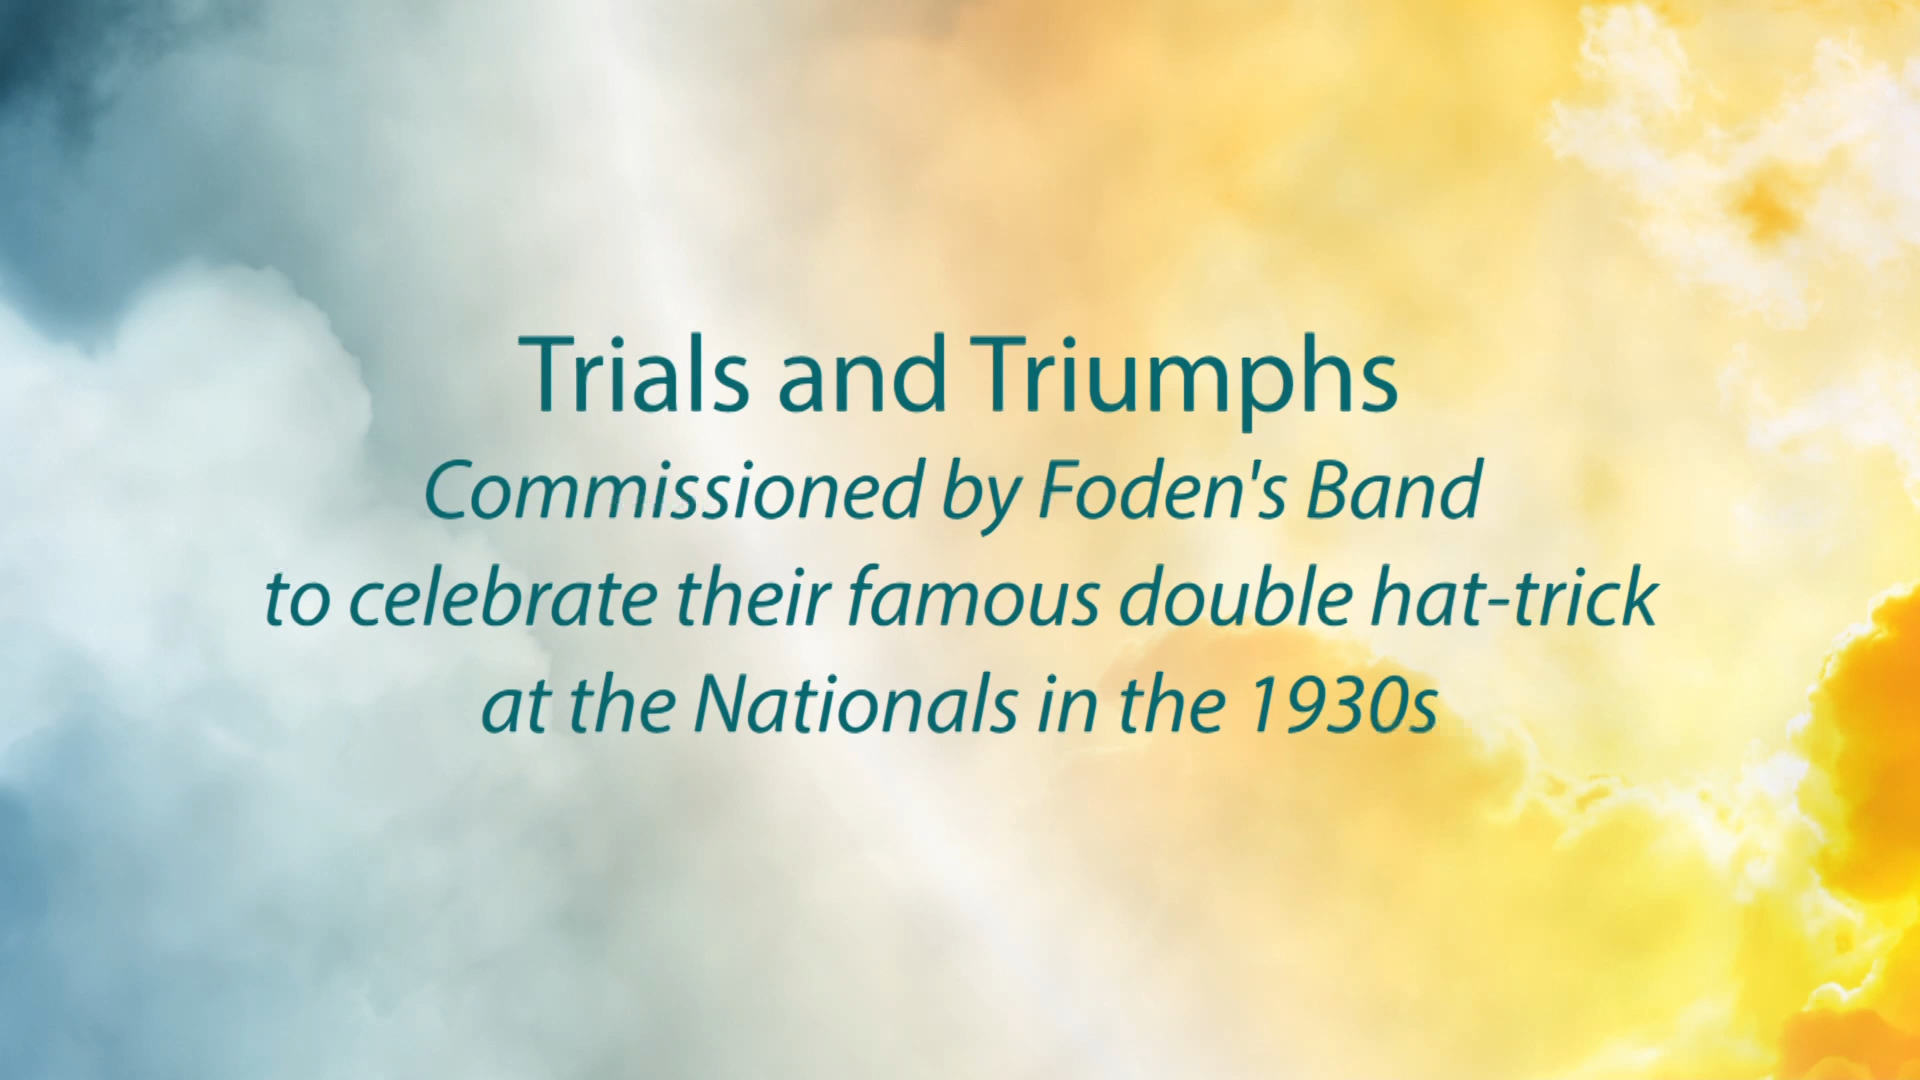 Trials and Triumphs
Commissioned by Foden's Band
to celebrate their famous double hat-trick
at the Nationals in the 1930s